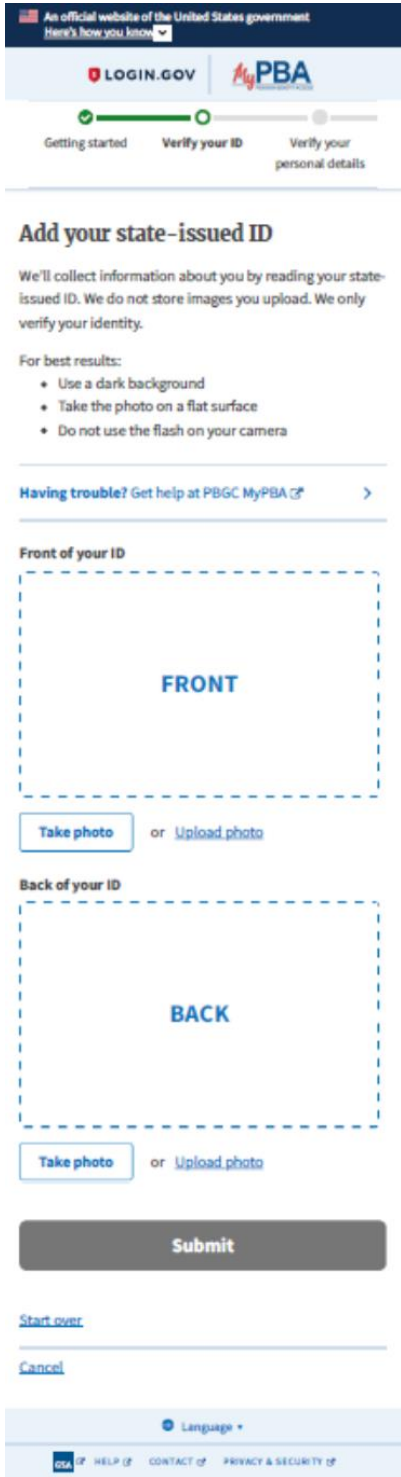 An official website of the United States government
Here's how you know
LOGIN.GOV
MyPBA
Getting started
Verify your ID
Verify your
personal details
Add your state-issued ID
We'll collect information about you by reading your state-
issued ID. We do not store images you upload. We only
verify your identity.
For best results:
• Use a dark background
• Take the photo on a flat surface
• Do not use the flash on your camera
Having trouble? Get help at PBGC MyPBA
Front of your ID
FRONT
Take photo or Upload photo
Back of your ID
BACK
Take photo or Upload photo
Submit
Start over
Cancel
Language
GSA HELP CONTACT PRIVACY & SECURITY